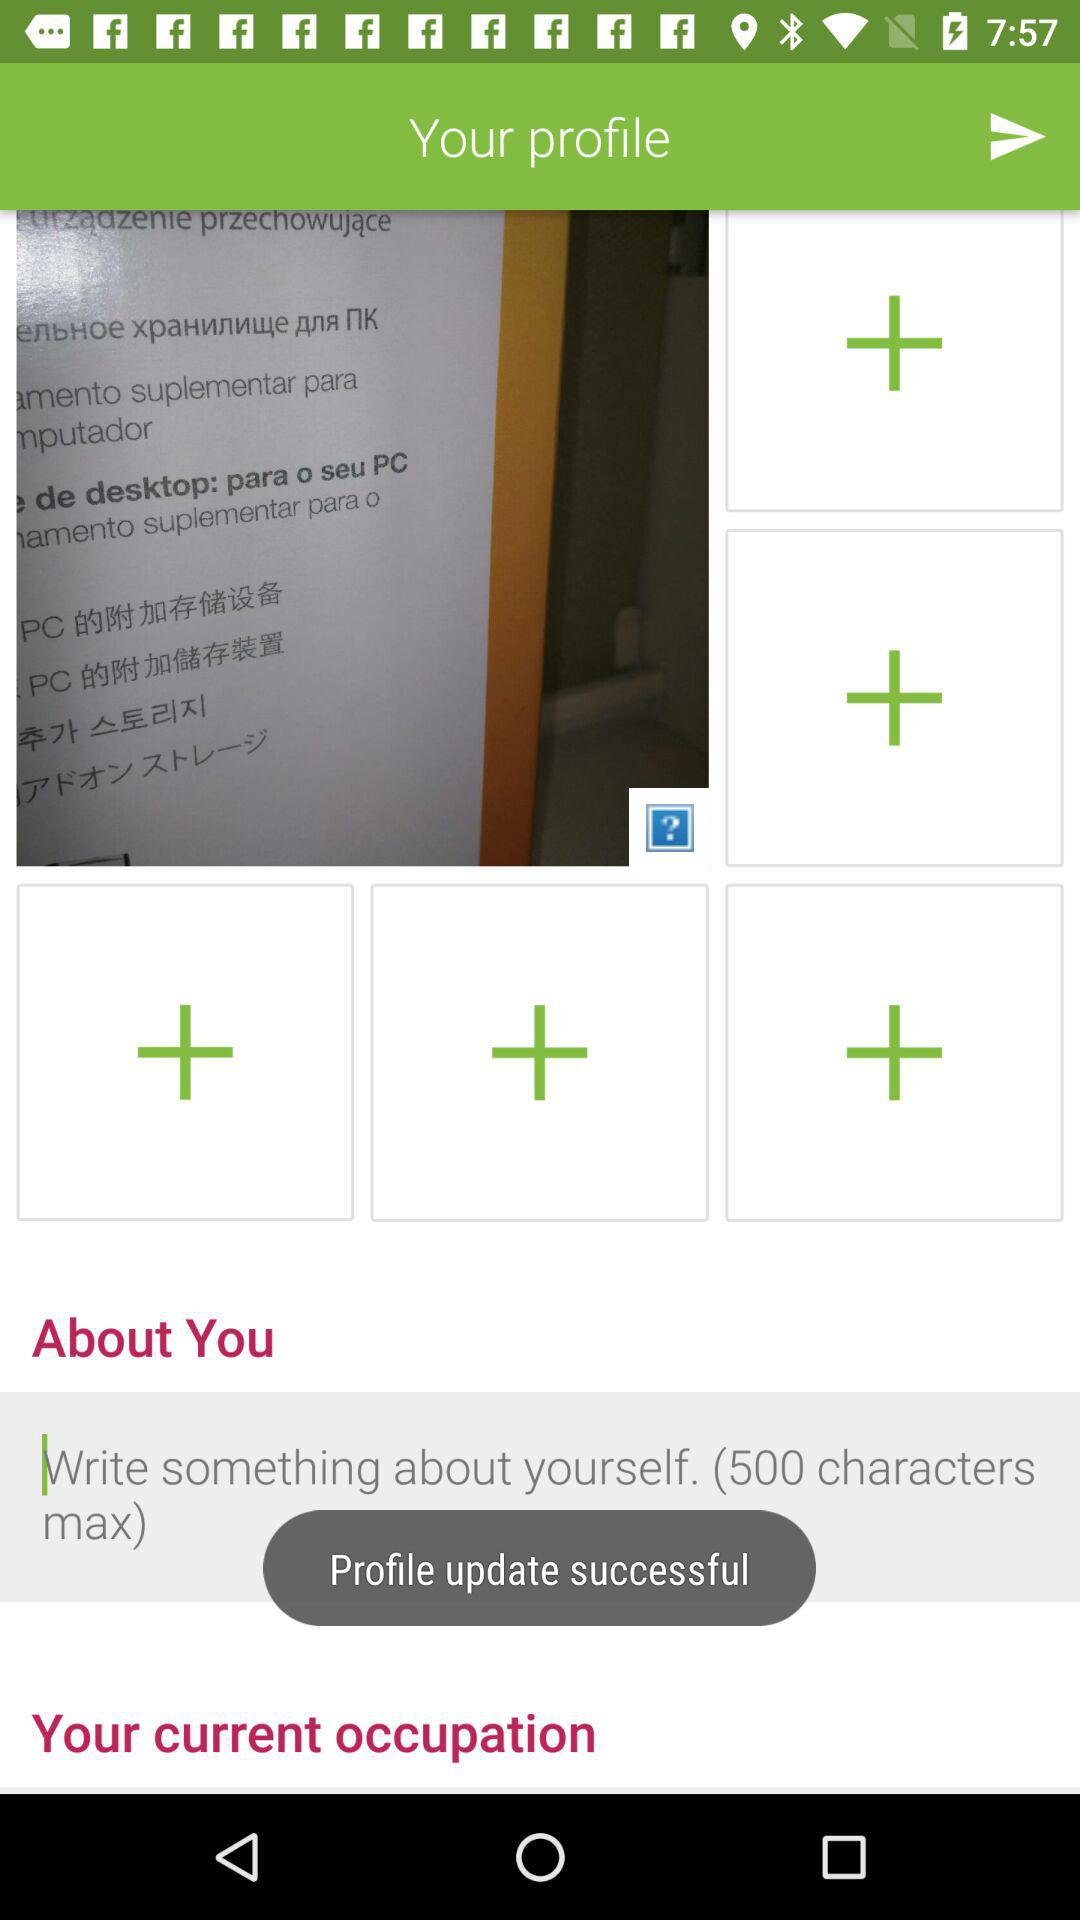 7:57
Your profile
urządzenie przechowujące
ельное хранилище для ПК
amento suplementar para
mputador
e de desktop: para o seu PC
namento suplementar para o
PC 的附加存储设备
PC 的附加儲存裝置
추가 스토리지
アドオン ストレージ
About You
Write something about yourself. (500 characters
max)
Profile update successful
Your current occupation